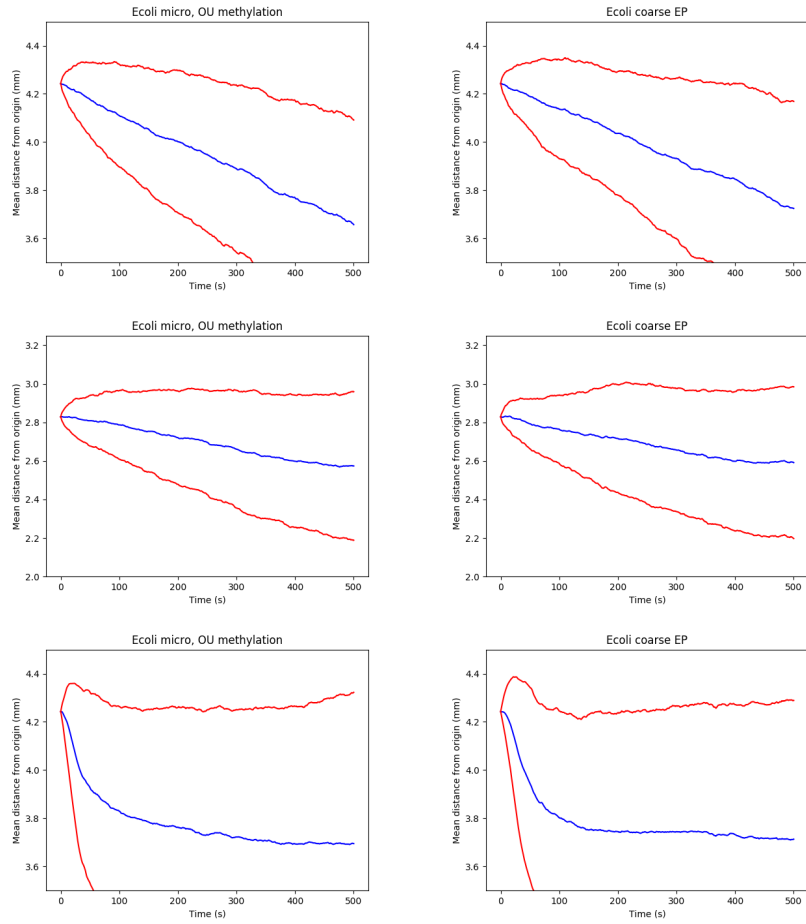 Ecoli micro, OU methylation
Mean distance from origin (mm)
4.4
4.2
4.0
3.8
3.6
0 100 200 300 400 500
Time (s)
Ecoli coarse EP
Mean distance from origin (mm)
4.4
4.2
4.0
3.8
3.6
0 100 200 300 400 500
Time (s)
Ecoli micro, OU methylation
Mean distance from origin (mm)
3.2
3.0
2.8
2.6
2.4
2.2
2.0
0 100 200 300 400 500
Time (s)
Ecoli coarse EP
Mean distance from origin (mm)
3.2
3.0
2.8
2.6
2.4
2.2
2.0
0 100 200 300 400 500
Time (s)
Ecoli micro, OU methylation
Mean distance from origin (mm)
4.4
4.2
4.0
3.8
3.6
0 100 200 300 400 500
Time (s)
Ecoli coarse EP
Mean distance from origin (mm)
4.4
4.2
4.0
3.8
3.6
0 100 200 300 400 500
Time (s)